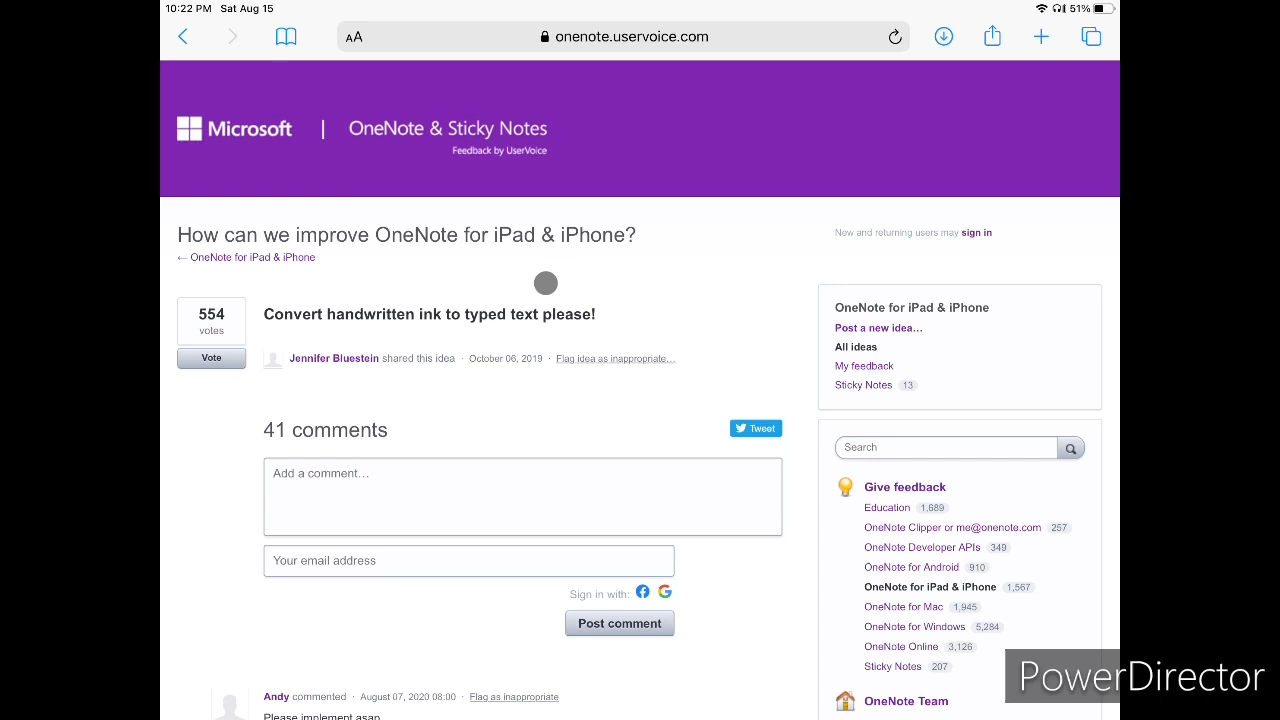 10:22 PM Sat Aug 15
51%
AA
onenote.uservoice.com
Microsoft | OneNote & Sticky Notes
Feedback by UserVoice
How can we improve OneNote for iPad & iPhone?
← OneNote for iPad & iPhone
New and returning users may sign in
554
votes
Vote
Convert handwritten ink to typed text please!
Jennifer Bluestein shared this idea · October 06, 2019 · Flag idea as inappropriate…
41 comments
Tweet
Add a comment…
Your email address
Sign in with:
Post comment
Andy commented · August 07, 2020 08:00 · Flag as inappropriate
Please implement asap
OneNote for iPad & iPhone
Post a new idea…
All ideas
My feedback
Sticky Notes 13
Search
Give feedback
Education 1,689
OneNote Clipper or me@onenote.com 257
OneNote Developer APIs 349
OneNote for Android 910
OneNote for iPad & iPhone 1,567
OneNote for Mac 1,945
OneNote for Windows 5,284
OneNote Online 3,126
Sticky Notes 207
OneNote Team
PowerDirector